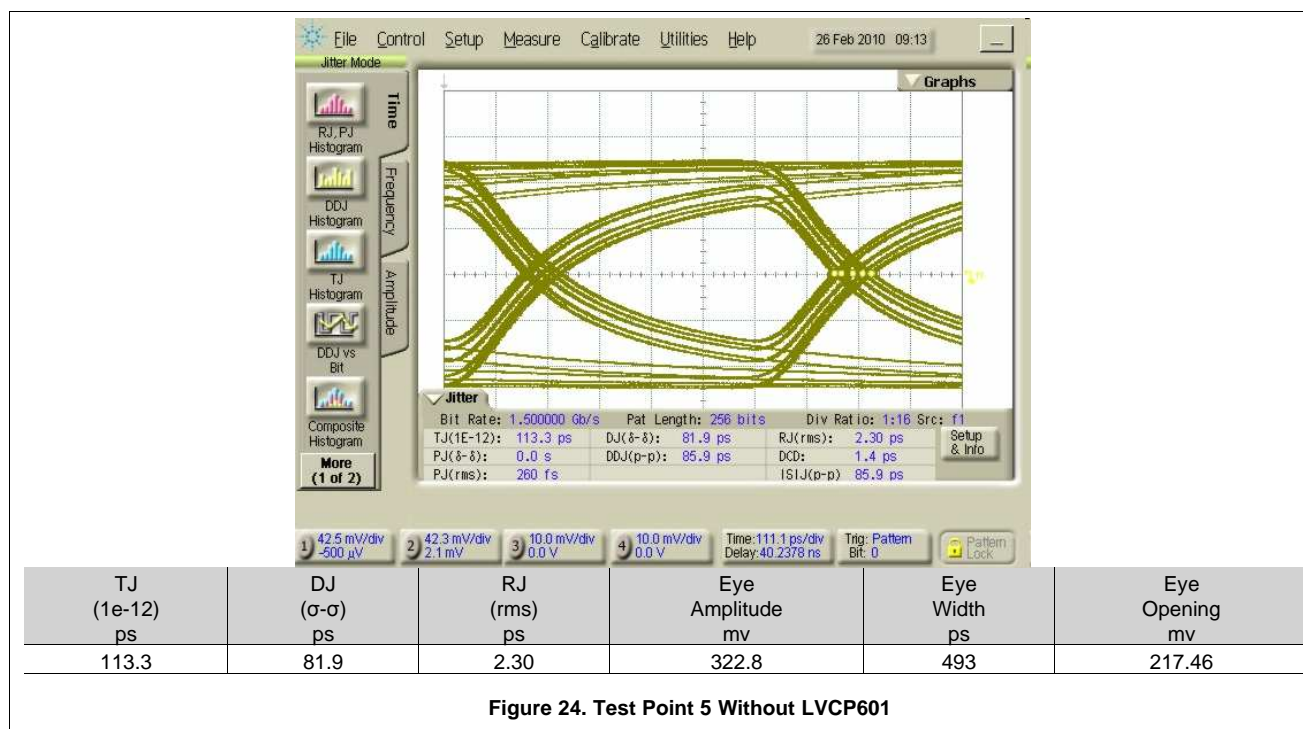 File Control Setup Measure Calibrate Utilities Help 26 Feb 2010 09:13
Jitter Mode
Graphs
Time
Frequency
Amplitude
RJ, PJ
Histogram
DDJ
Histogram
TJ
Histogram
DDJ vs
Bit
Composite
Histogram
More
(1 of 2)
Jitter
Bit Rate: 1.500000 Gb/s Pat Length: 256 bits Div Ratio: 1:16 Src: f1
TJ(1E-12): 113.3 ps DJ(δ-δ): 81.9 ps RJ(rms): 2.30 ps
PJ(δ-δ): 0.0 s DDJ(p-p): 85.9 ps DCD: 1.4 ps
PJ(rms): 260 fs ISIJ(p-p) 85.9 ps
Setup
& Info
1) 42.5 mV/div 2) 42.3 mV/div 3) 10.0 mV/div 4) 10.0 mV/div Time:111.1 ps/div Trig: Pattern Pattern
-500 µV 2.1 mV 0.0 V 0.0 V Delay:40.2378 ns Bit: 0 Lock
TJ DJ RJ Eye Eye Eye
(1e-12) (σ-σ) (rms) Amplitude Width Opening
ps ps ps mv ps mv
113.3 81.9 2.30 322.8 493 217.46
Figure 24. Test Point 5 Without LVCP601